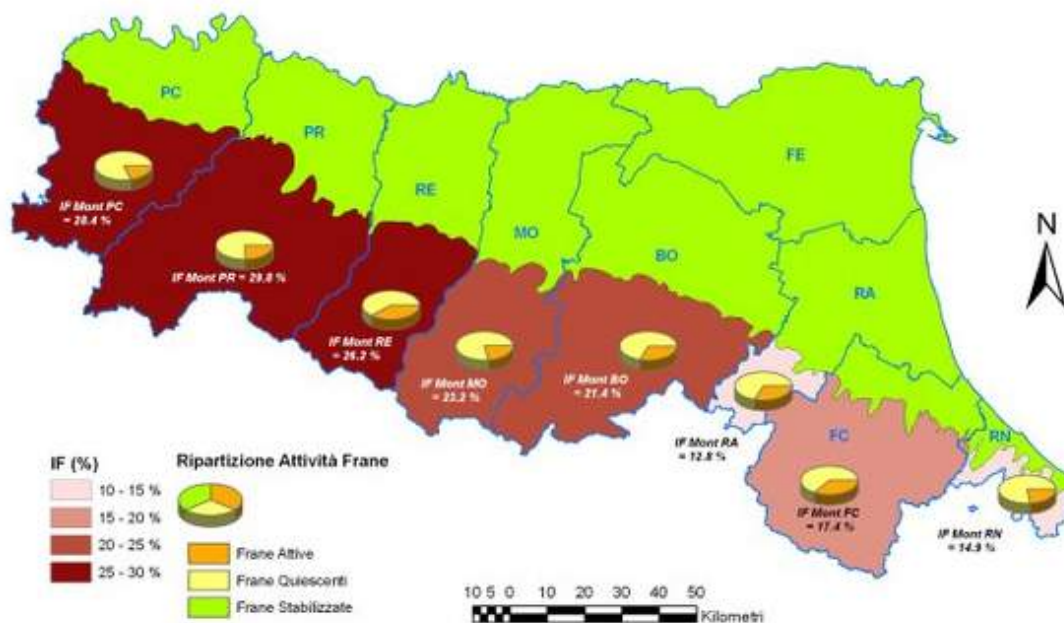 PC
PR
RE
MO
BO
FE
RA
FC
RN
N
IF Mont PC
= 28.4 %
IF Mont PR = 29.8 %
IF Mont RE
= 26.2 %
IF Mont MO
= 23.2 %
IF Mont BO
= 21.4 %
IF Mont RA
= 12.8 %
IF Mont FC
= 17.4 %
IF Mont RN
= 14.9 %
IF (%)
10 - 15 %
15 - 20 %
20 - 25 %
25 - 30 %
Ripartizione Attività Frane
Frane Attive
Frane Quiescenti
Frane Stabilizzate
10 5 0 10 20 30 40 50
Kilometri